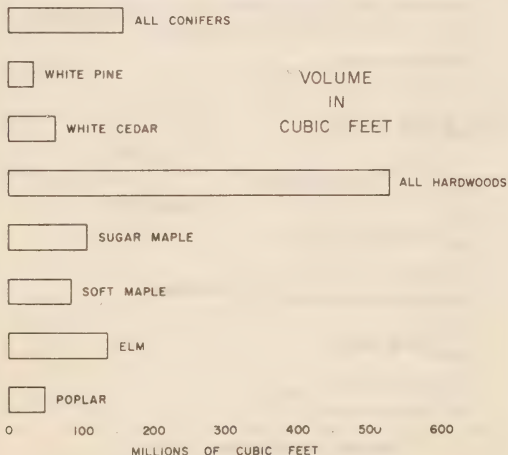 ALL CONIFERS
WHITE PINE
VOLUME
IN
CUBIC FEET
WHITE CEDAR
ALL HARDWOODS
SUGAR MAPLE
SOFT MAPLE
ELM
POPLAR
0 100 200 300 400 500 600
MILLIONS OF CUBIC FEET